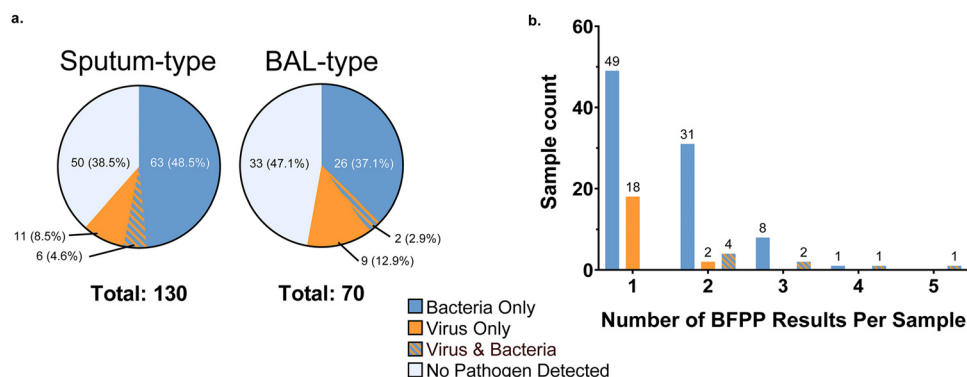 a.
Sputum-type
BAL-type
50 (38.5%)
63 (48.5%)
11 (8.5%)
6 (4.6%)
33 (47.1%)
26 (37.1%)
2 (2.9%)
9 (12.9%)
Total: 130
Total: 70
Bacteria Only
Virus Only
Virus & Bacteria
No Pathogen Detected
b.
Sample count
60
40
20
0
49
18
31
2
4
8
2
1
1
1
1
2
3
4
5
Number of BFPP Results Per Sample